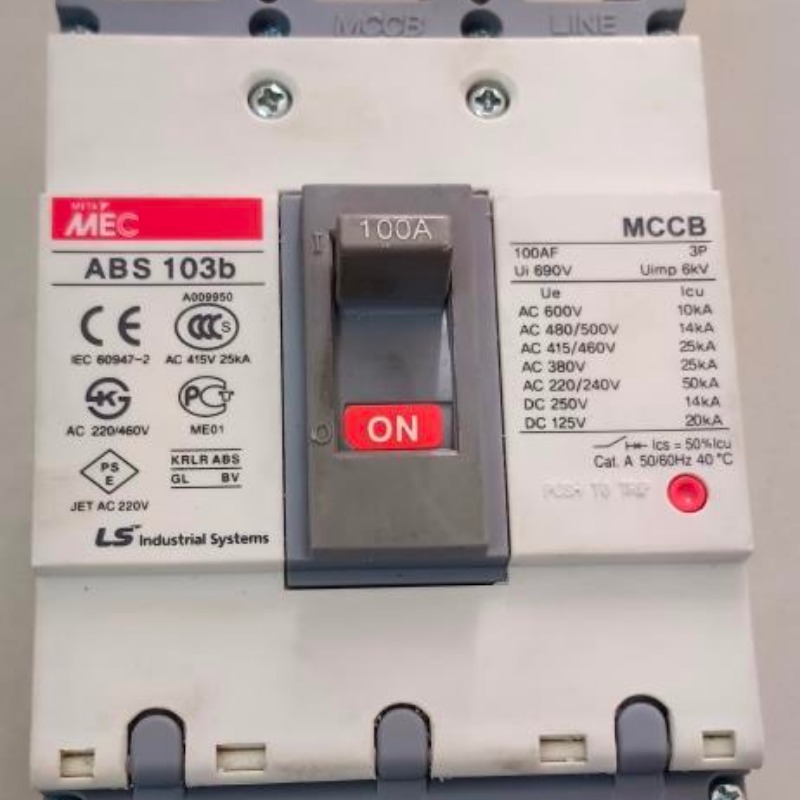 MCCB LINE
META MEC
ABS 103b
A009950
CE CCC S
IEC 60947-2 AC 415V 25kA
K PCT
AC 220/460V ME01
PS
E
KRLR ABS
GL BV
JET AC 220V
LS Industrial Systems
I 100A
O ON
MCCB
100AF 3P
Ui 690V Uimp 6kV
Ue Icu
AC 600V 10kA
AC 480/500V 14kA
AC 415/460V 25kA
AC 380V 25kA
AC 220/240V 50kA
DC 250V 14kA
DC 125V 20kA
Ics = 50%Icu
Cat. A 50/60Hz 40 °C
PUSH TO TRIP